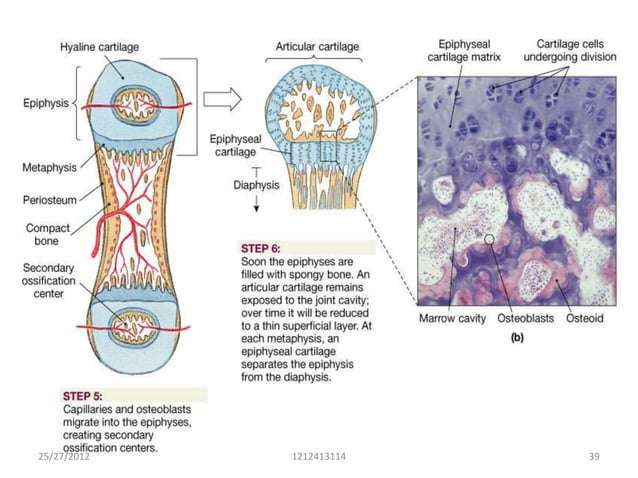 Hyaline cartilage
Epiphysis
Metaphysis
Periosteum
Compact
bone
Secondary
ossification
center
STEP 5:
Capillaries and osteoblasts
migrate into the epiphyses,
creating secondary
ossification centers.
Articular cartilage
Epiphyseal
cartilage
Diaphysis
STEP 6:
Soon the epiphyses are
filled with spongy bone. An
articular cartilage remains
exposed to the joint cavity;
over time it will be reduced
to a thin superficial layer. At
each metaphysis, an
epiphyseal cartilage
separates the epiphysis
from the diaphysis.
Epiphyseal
cartilage matrix
Cartilage cells
undergoing division
Marrow cavity
Osteoblasts
Osteoid
(b)
25/27/2012
1212413114
39